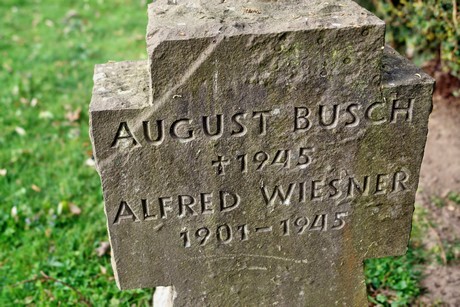 AUGUST BUSCH
✝1945
ALFRED WIESNER
1901-1945